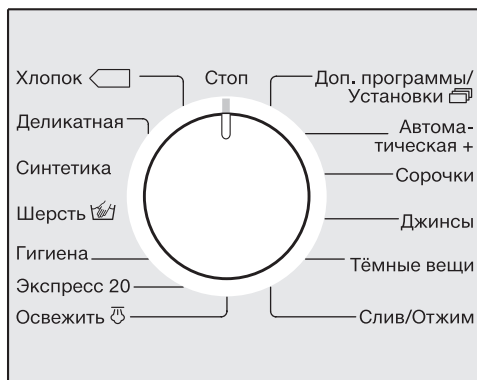 Стоп
Хлопок
Деликатная
Синтетика
Шерсть
Гигиена
Экспресс 20
Освежить
Доп. программы/
Установки
Автома-
тическая +
Сорочки
Джинсы
Тёмные вещи
Слив/Отжим